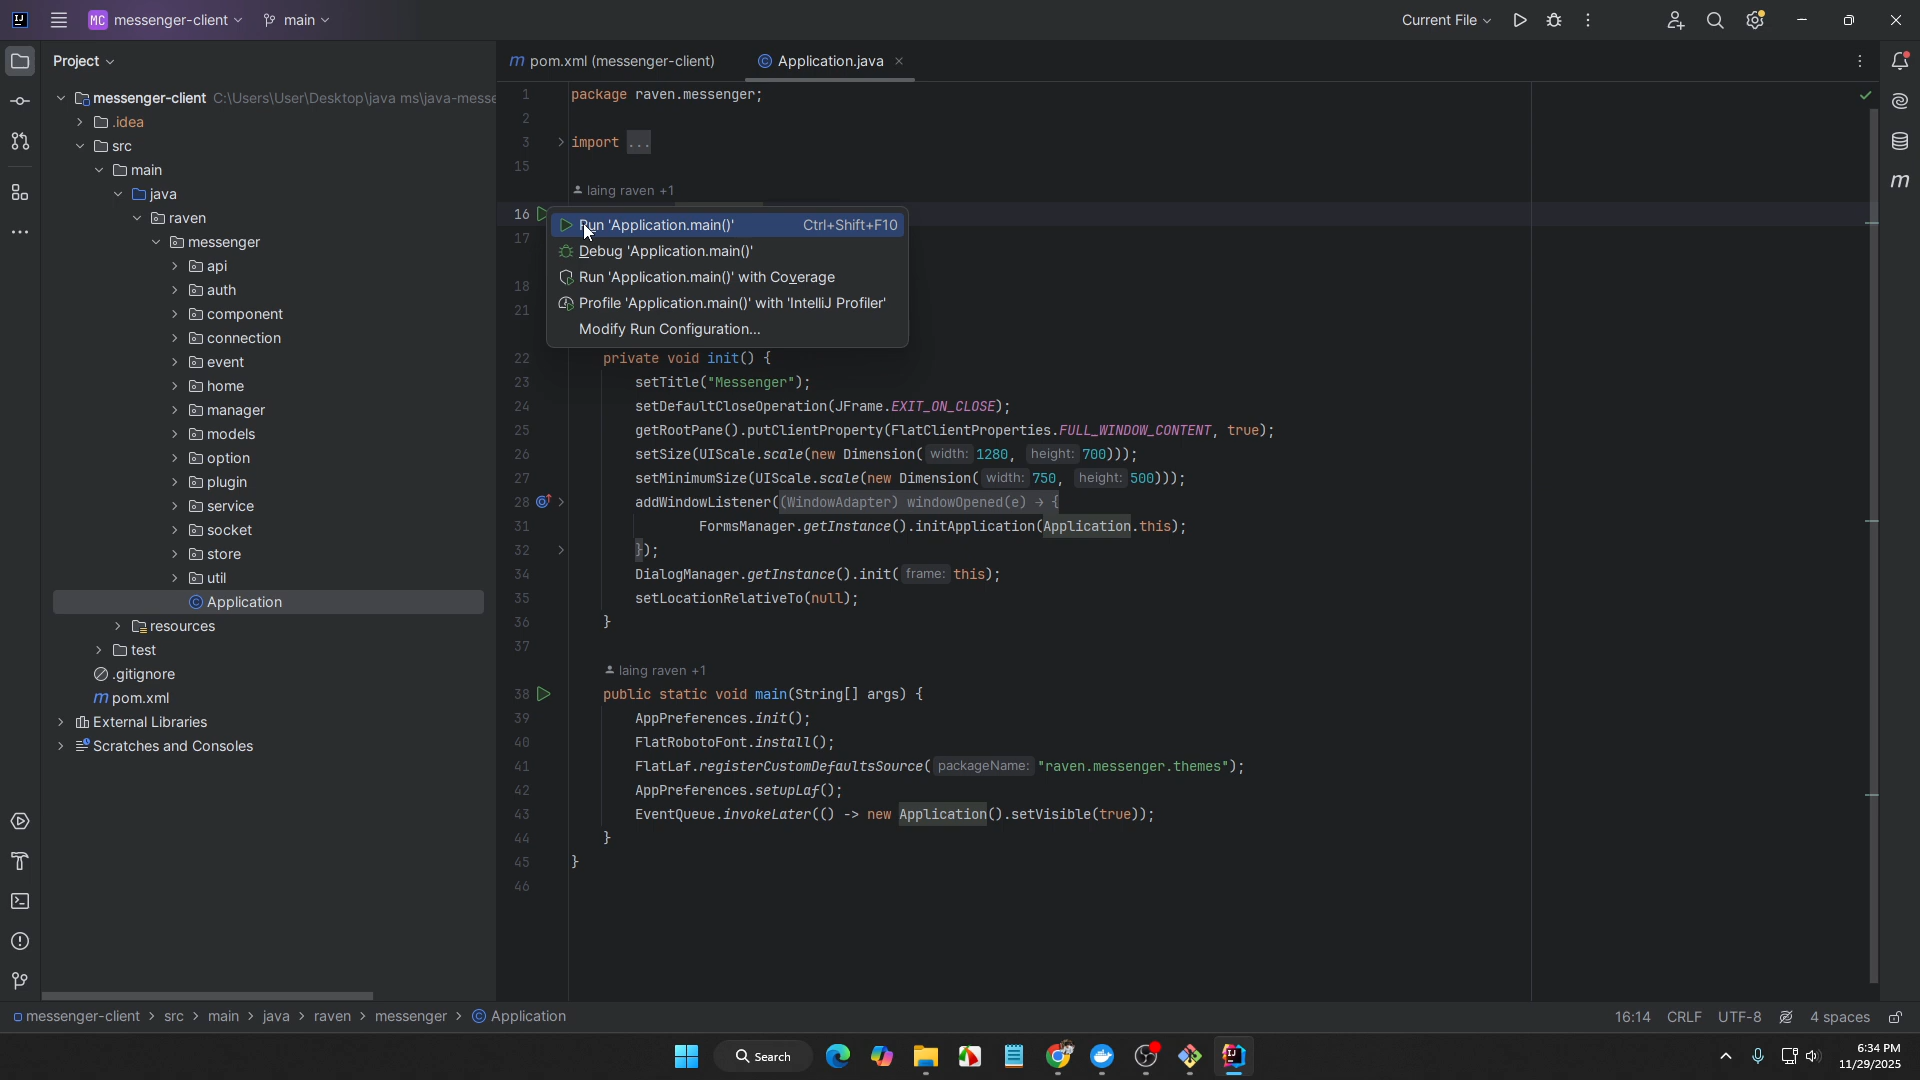 MC messenger-client main Current File
Project
pom.xml (messenger-client) Application.java
messenger-client C:\Users\User\Desktop\java ms\java-messe
.idea
src
main
java
raven
messenger
api
auth
component
connection
event
home
manager
models
option
plugin
service
socket
store
util
Application
resources
test
.gitignore
pom.xml
External Libraries
Scratches and Consoles
1 package raven.messenger;
2
3 import ...
15
laing raven +1
16
17
18
21
Run 'Application.main()' Ctrl+Shift+F10
Debug 'Application.main()'
Run 'Application.main()' with Coverage
Profile 'Application.main()' with 'IntelliJ Profiler'
Modify Run Configuration...
22 private void init() {
23 setTitle("Messenger");
24 setDefaultCloseOperation(JFrame.EXIT_ON_CLOSE);
25 getRootPane().putClientProperty(FlatClientProperties.FULL_WINDOW_CONTENT, true);
26 setSize(UIScale.scale(new Dimension( width: 1280, height: 700)));
27 setMinimumSize(UIScale.scale(new Dimension( width: 750, height: 500)));
28 addWindowListener((WindowAdapter) windowOpened(e) → {
31 FormsManager.getInstance().initApplication(Application.this);
32 });
34 DialogManager.getInstance().init( frame: this);
35 setLocationRelativeTo(null);
36 }
37
laing raven +1
38 public static void main(String[] args) {
39 AppPreferences.init();
40 FlatRobotoFont.install();
41 FlatLaf.registerCustomDefaultsSource( packageName: "raven.messenger.themes");
42 AppPreferences.setupLaf();
43 EventQueue.invokeLater(() -> new Application().setVisible(true));
44 }
45 }
46
messenger-client > src > main > java > raven > messenger > Application
16:14 CRLF UTF-8 4 spaces
Search
6:34 PM
11/29/2025